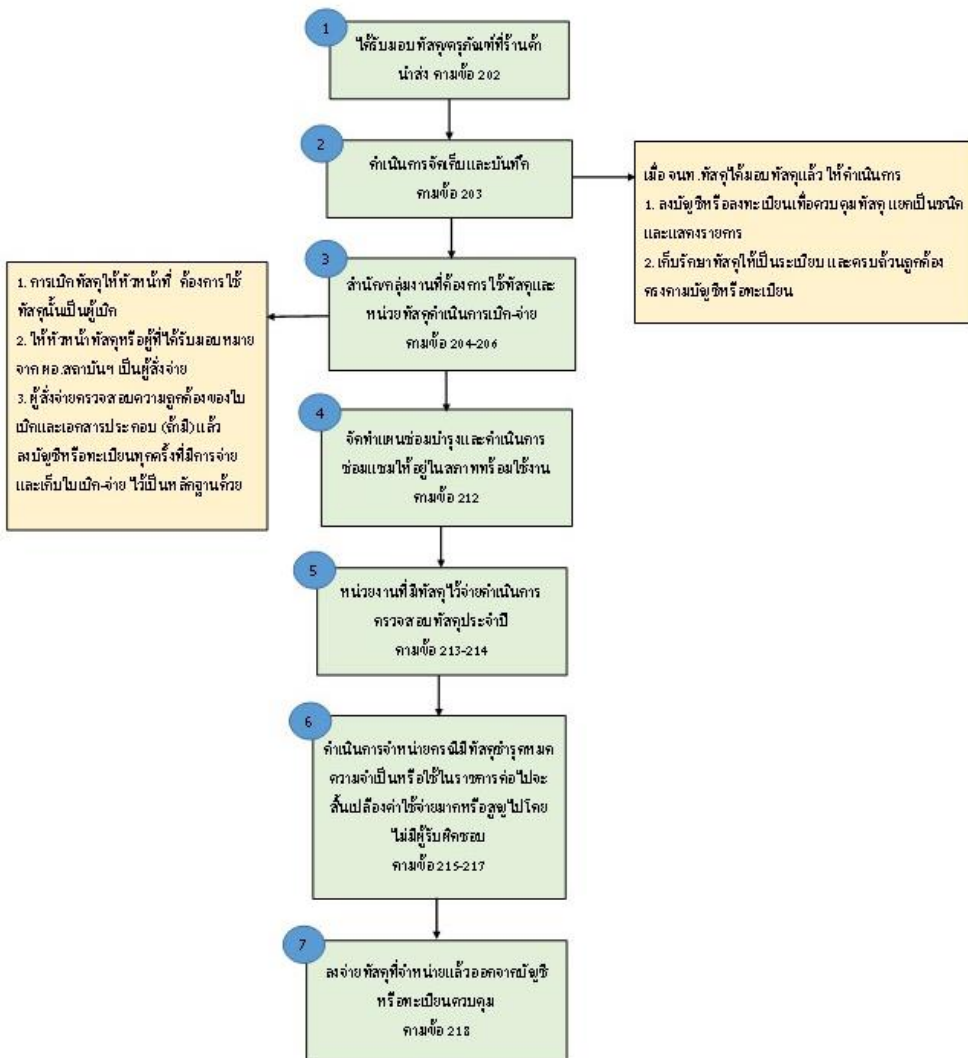 1
ได้รับมอบพัสดุ/ครุภัณฑ์ที่ร้านค้า
นำส่ง ตามข้อ 202
2
ดำเนินการจัดเก็บและบันทึก
ตามข้อ 203
เมื่อ จนท.พัสดุได้มอบพัสดุแล้ว ให้ดำเนินการ
1. ลงบัญชีหรือลงทะเบียนเพื่อควบคุมพัสดุ แยกเป็นชนิด
และแสดงรายการ
2. เก็บรักษาพัสดุให้เป็นระเบียบ และครบถ้วนถูกต้อง
ตรงตามบัญชีหรือทะเบียน
3
สำนัก/กลุ่มงานที่ต้องการใช้พัสดุและ
หน่วยพัสดุดำเนินการเบิก-จ่าย
ตามข้อ 204-206
1. การเบิกพัสดุให้หัวหน้าที่ ต้องการใช้
พัสดุนั้นเป็นผู้เบิก
2. ให้หัวหน้าพัสดุหรือผู้ที่ได้รับมอบหมาย
จาก ผอ.สถาบันฯ เป็นผู้สั่งจ่าย
3. ผู้สั่งจ่ายตรวจสอบความถูกต้องของใบ
เบิกและเอกสารประกอบ (ถ้ามี) แล้ว
ลงบัญชีหรือทะเบียนทุกครั้งที่มีการจ่าย
และเก็บใบเบิก-จ่าย ไว้เป็นหลักฐานด้วย
4
จัดทำแผนซ่อมบำรุงและดำเนินการ
ซ่อมแซมให้อยู่ในสภาพพร้อมใช้งาน
ตามข้อ 212
5
หน่วยงานที่มีพัสดุไว้จ่ายดำเนินการ
ตรวจสอบพัสดุประจำปี
ตามข้อ 213-214
6
ดำเนินการจำหน่ายกรณีมีพัสดุชำรุดหมด
ความจำเป็นหรือใช้ในราชการต่อไปจะ
สิ้นเปลืองค่าใช้จ่ายมากหรือสูญไปโดย
ไม่มีผู้รับผิดชอบ
ตามข้อ 215-217
7
ลงจ่ายพัสดุที่จำหน่ายแล้วออกจากบัญชี
หรือทะเบียนควบคุม
ตามข้อ 218